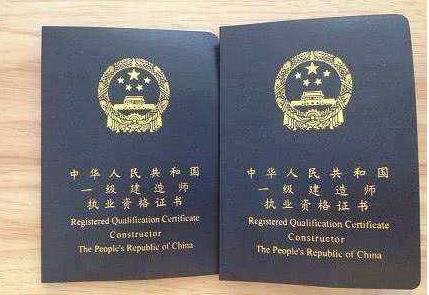 中华人民共和国
一级建造师
执业资格证书
Registered Qualification Certificate
Constructor
The People's Republic of China
中华人民共和国
一级建造师
执业资格证书
Registered Qualification Certificate
Constructor
The People's Republic of China